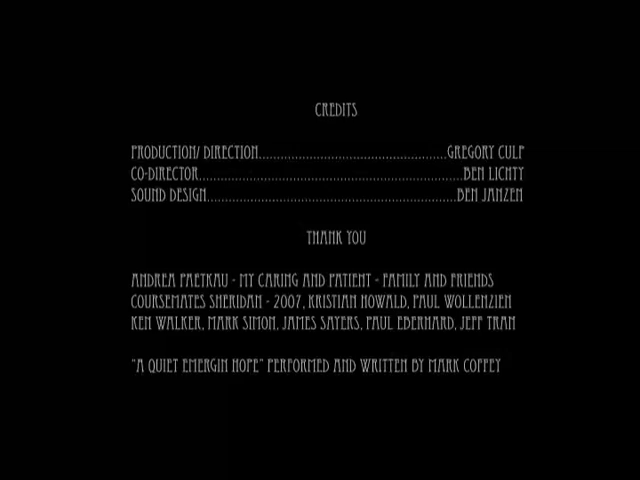 CREDITS
PRODUCTION/ DIRECTION....................................................GREGORY CULP
CO-DIRECTOR.........................................................................BEN LICHTY
SOUND DESIGN.....................................................................BEN JANZEN
THANK YOU
ANDREA PAETKAU - MY CARING AND PATIENT - FAMILY AND FRIENDS
COURSEMATES SHERIDAN - 2007, KRISTIAN HOWALD, PAUL WOLLENZIEN
KEN WALKER, MARK SIMON, JAMES SAYERS, PAUL EBERHARD, JEFF TRAN
"A QUIET EMERGIN HOPE" PERFORMED AND WRITTEN BY MARK COFFEY